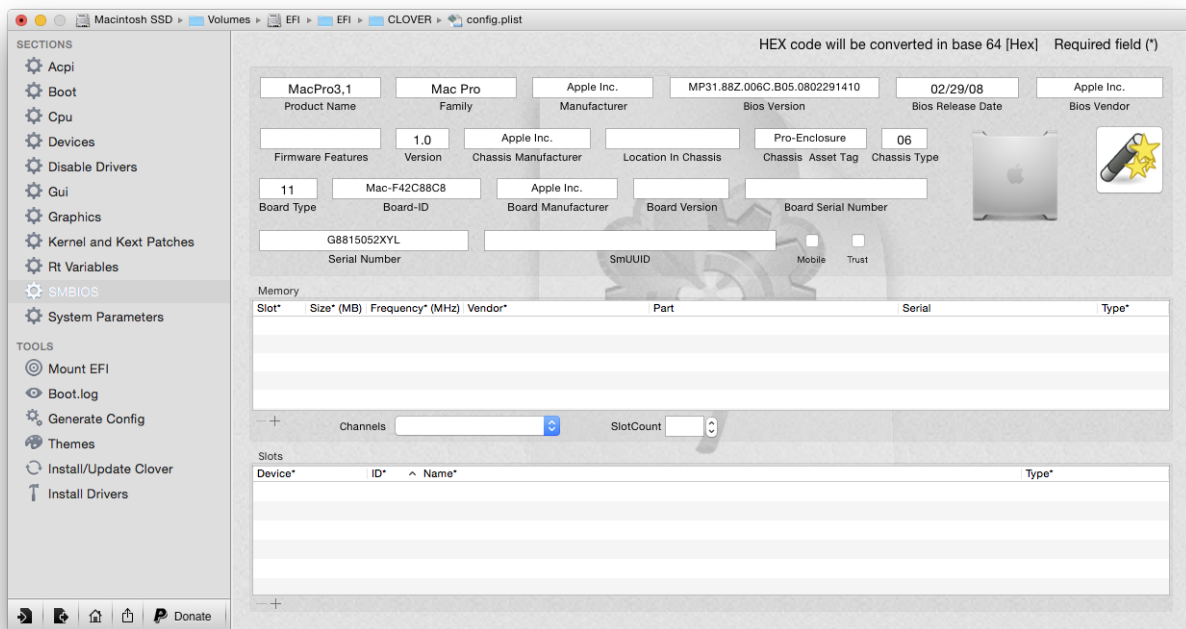 Macintosh SSD ▸ Volumes ▸ EFI ▸ EFI ▸ CLOVER ▸ config.plist
SECTIONS
Acpi
Boot
Cpu
Devices
Disable Drivers
Gui
Graphics
Kernel and Kext Patches
Rt Variables
SMBIOS
System Parameters
TOOLS
Mount EFI
Boot.log
Generate Config
Themes
Install/Update Clover
Install Drivers
Donate
HEX code will be converted in base 64 [Hex] Required field (*)
MacPro3,1 Mac Pro Apple Inc. MP31.88Z.006C.B05.0802291410 02/29/08 Apple Inc.
Product Name Family Manufacturer Bios Version Bios Release Date Bios Vendor
1.0 Apple Inc. Pro-Enclosure 06
Firmware Features Version Chassis Manufacturer Location In Chassis Chassis Asset Tag Chassis Type
11 Mac-F42C88C8 Apple Inc.
Board Type Board-ID Board Manufacturer Board Version Board Serial Number
G8815052XYL
Serial Number SmUUID Mobile Trust
Memory
Slot* Size* (MB) Frequency* (MHz) Vendor* Part Serial Type*
Channels SlotCount
Slots
Device* ID* Name* Type*